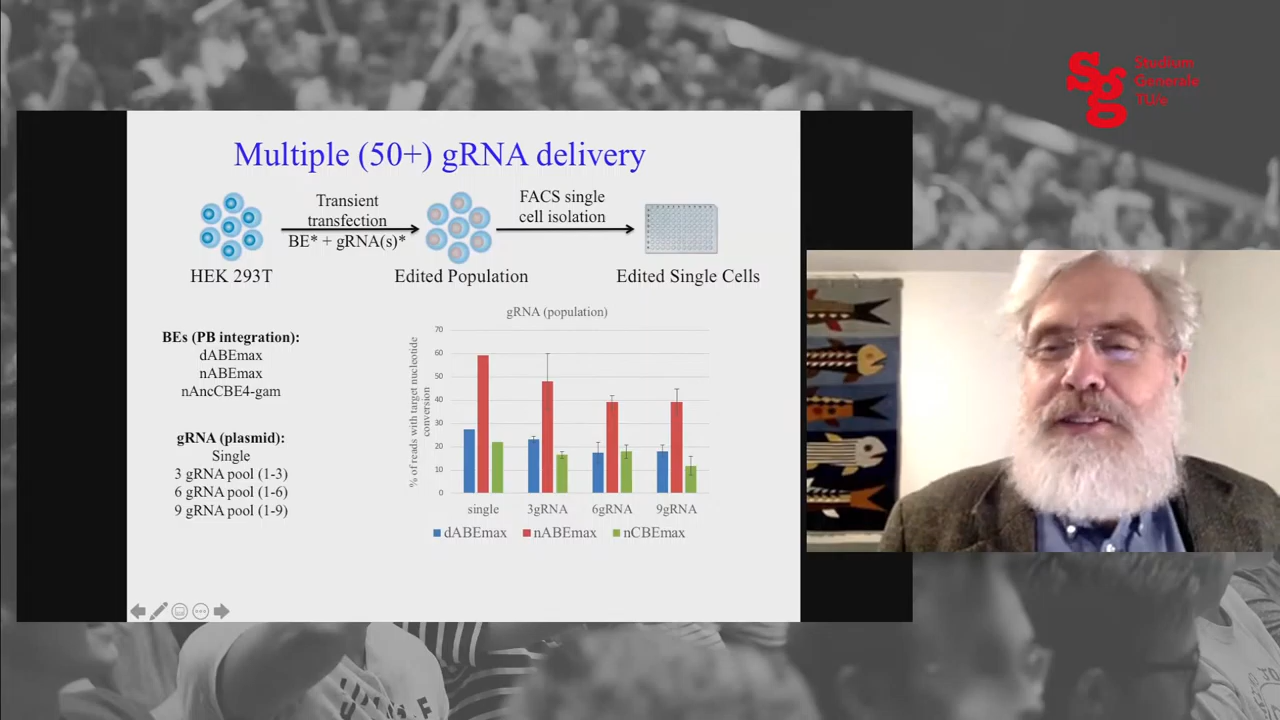 Sg
Studium
Generale
TU/e
Multiple (50+) gRNA delivery
Transient
transfection
BE* + gRNA(s)*
FACS single
cell isolation
HEK 293T
Edited Population
Edited Single Cells
BEs (PB integration):
dABEmax
nABEmax
nAncCBE4-gam
gRNA (plasmid):
Single
3 gRNA pool (1-3)
6 gRNA pool (1-6)
9 gRNA pool (1-9)
gRNA (population)
% of reads with target nucleotide
conversion
70
60
50
40
30
20
10
0
single 3gRNA 6gRNA 9gRNA
dABEmax nABEmax nCBEmax